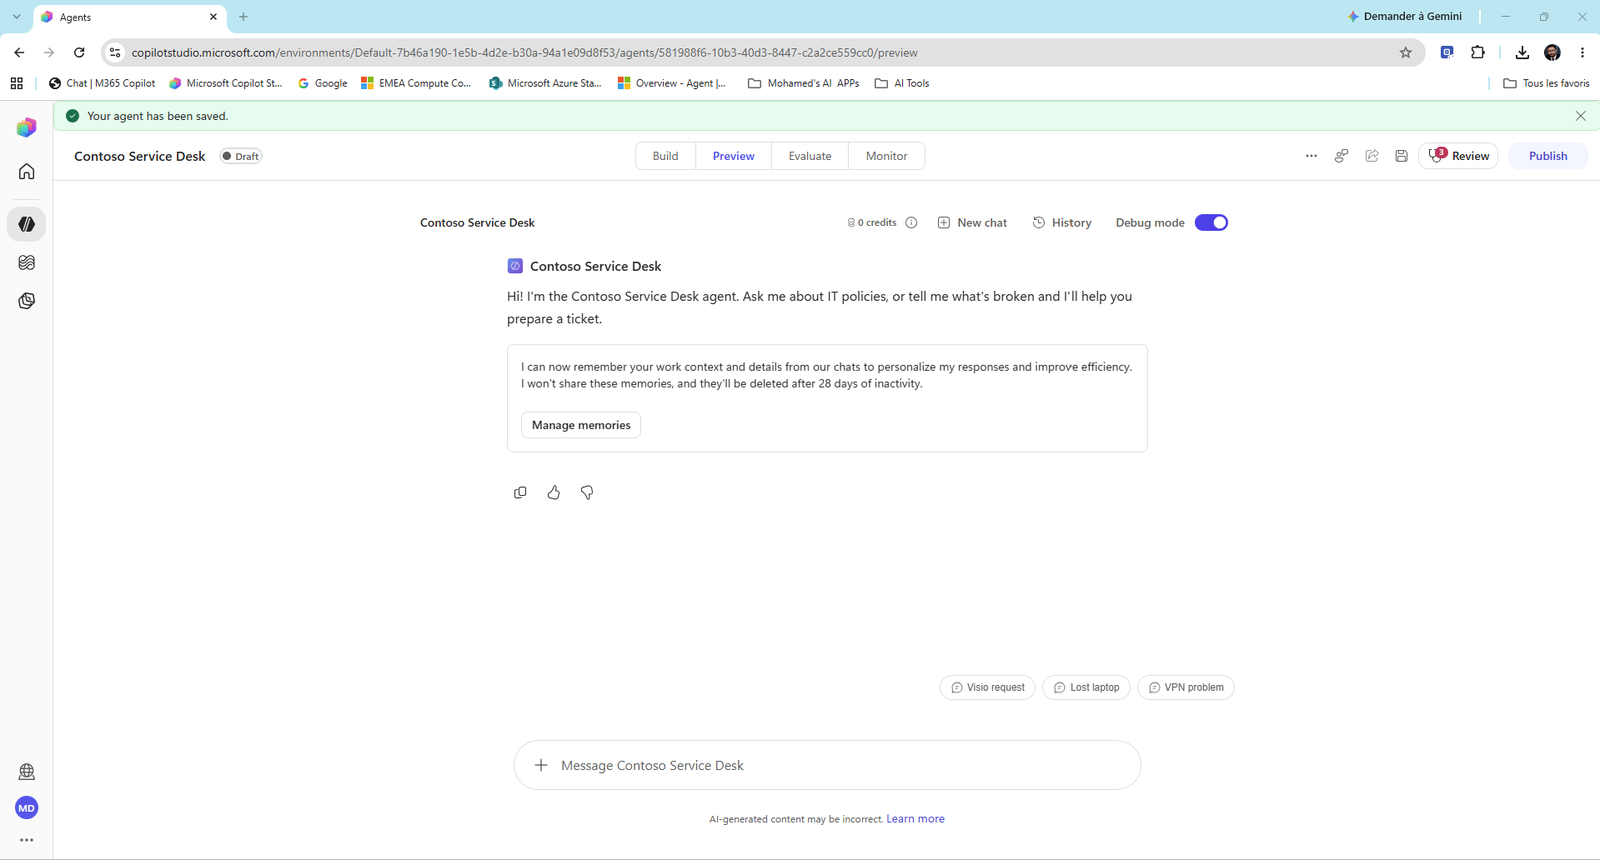 Agents
Demander à Gemini
copilotstudio.microsoft.com/environments/Default-7b46a190-1e5b-4d2e-b30a-94a1e09d8f53/agents/581988f6-10b3-40d3-8447-c2a2ce559cc0/preview
Chat | M365 Copilot
Microsoft Copilot St...
Google
EMEA Compute Co...
Microsoft Azure Sta...
Overview - Agent |...
Mohamed's AI APPs
AI Tools
Tous les favoris
Your agent has been saved.
Contoso Service Desk
Draft
Build
Preview
Evaluate
Monitor
3
Review
Publish
Contoso Service Desk
0 credits
New chat
History
Debug mode
Contoso Service Desk
Hi! I'm the Contoso Service Desk agent. Ask me about IT policies, or tell me what's broken and I'll help you
prepare a ticket.
I can now remember your work context and details from our chats to personalize my responses and improve efficiency.
I won't share these memories, and they'll be deleted after 28 days of inactivity.
Manage memories
Visio request
Lost laptop
VPN problem
Message Contoso Service Desk
MD
AI-generated content may be incorrect. Learn more